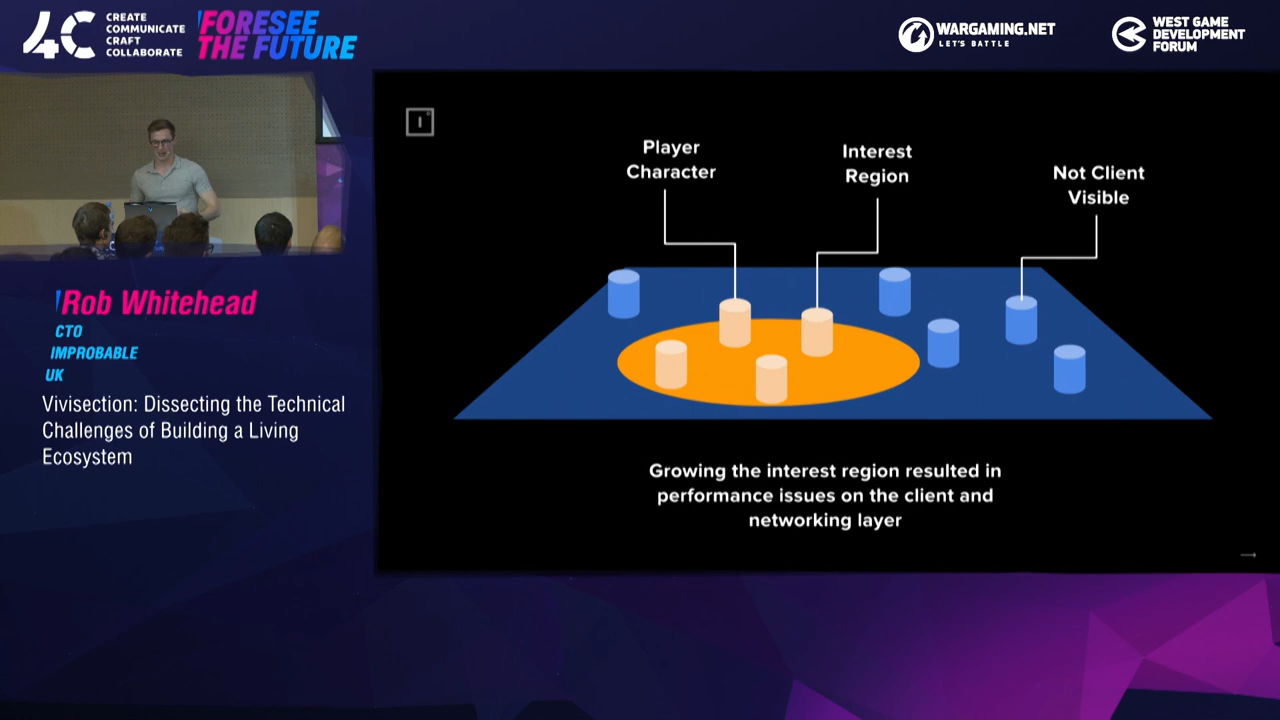 4C
CREATE
COMMUNICATE
CRAFT
COLLABORATE
FORESEE
THE FUTURE
WARGAMING.NET
LET'S BATTLE
WEST GAME
DEVELOPMENT
FORUM
Rob Whitehead
CTO
IMPROBABLE
UK
Vivisection: Dissecting the Technical
Challenges of Building a Living
Ecosystem
I
Player
Character
Interest
Region
Not Client
Visible
Growing the interest region resulted in
performance issues on the client and
networking layer